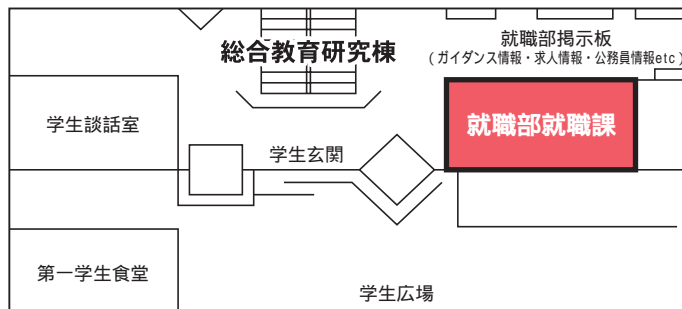 総合教育研究棟
就職部掲示板
(ガイダンス情報・求人情報・公務員情報etc)
学生談話室
就職部就職課
学生玄関
第一学生食堂
学生広場